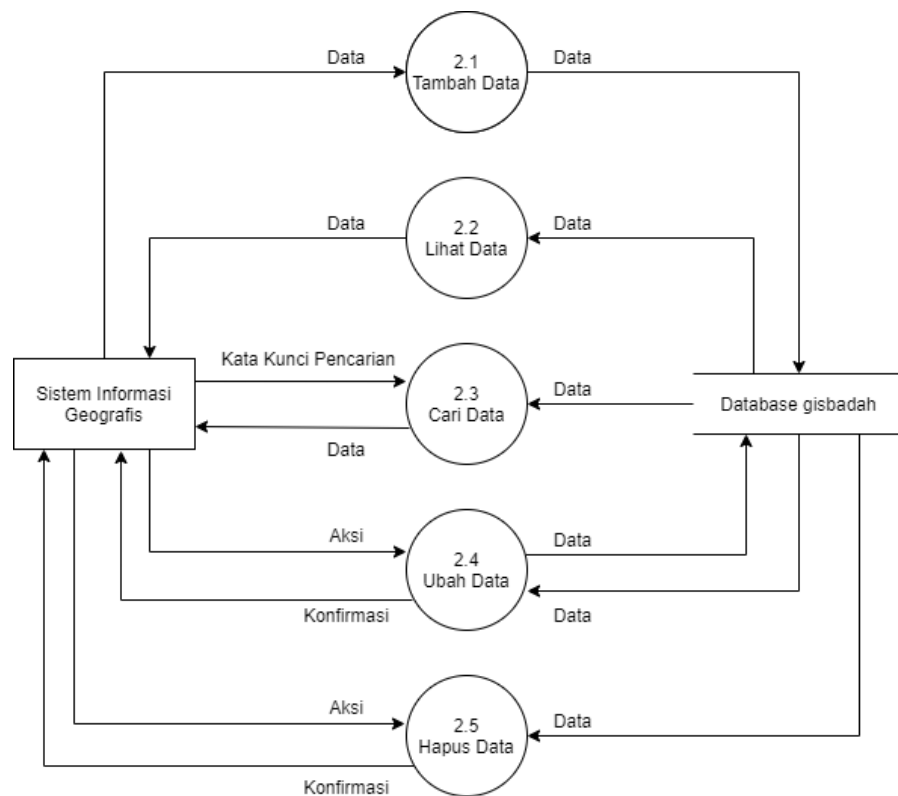 2.1
Tambah Data
Data
Data
2.2
Lihat Data
Data
Data
Kata Kunci Pencarian
2.3
Cari Data
Data
Data
Sistem Informasi
Geografis
Database gisbadah
Aksi
2.4
Ubah Data
Data
Konfirmasi
Data
Aksi
2.5
Hapus Data
Data
Konfirmasi